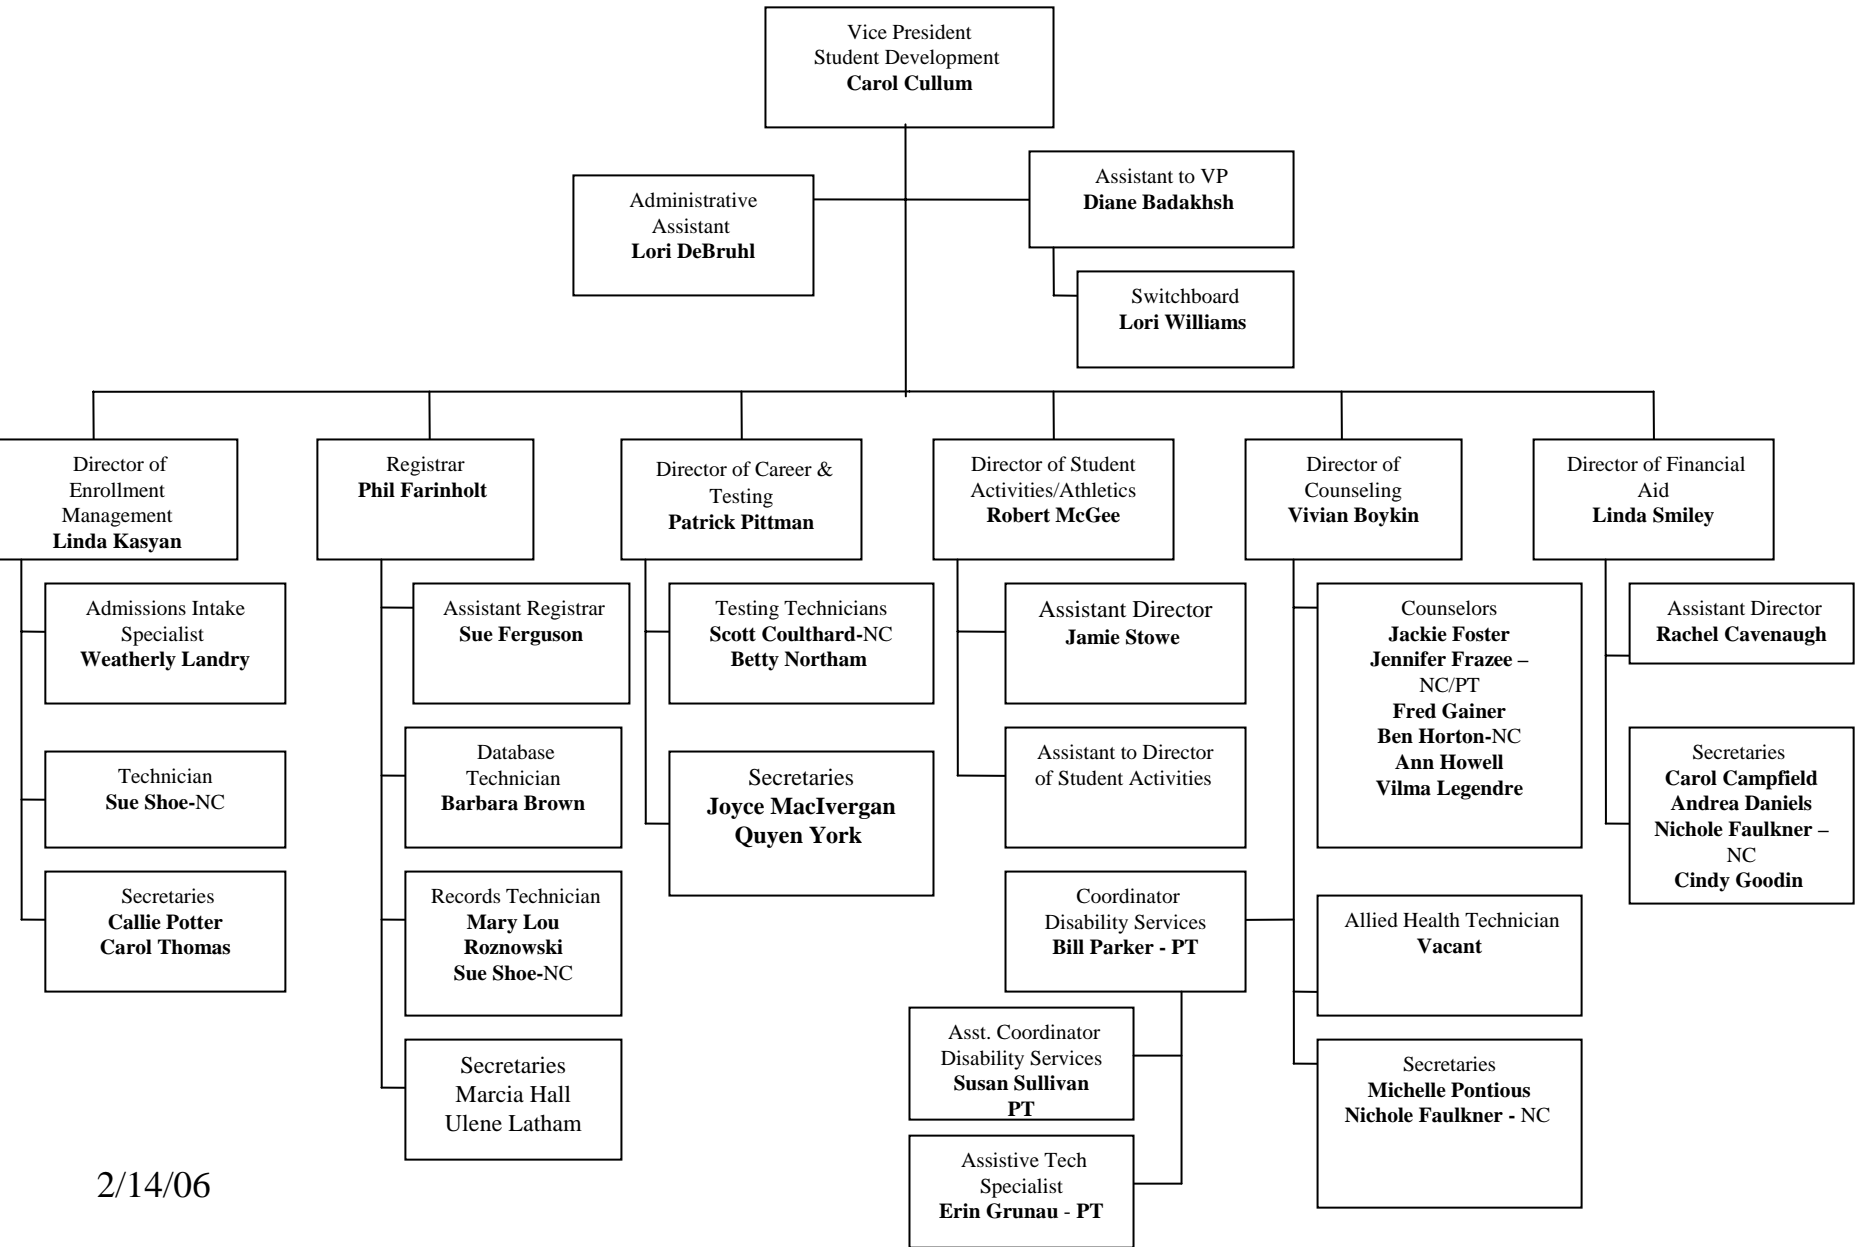 Vice President
Student Development
Carol Cullum
Administrative
Assistant
Lori DeBruhl
Assistant to VP
Diane Badakhsh
Switchboard
Lori Williams
Director of
Enrollment
Management
Linda Kasyan
Admissions Intake
Specialist
Weatherly Landry
Technician
Sue Shoe-NC
Secretaries
Callie Potter
Carol Thomas
Registrar
Phil Farinholt
Assistant Registrar
Sue Ferguson
Database
Technician
Barbara Brown
Records Technician
Mary Lou
Roznowski
Sue Shoe-NC
Secretaries
Marcia Hall
Ulene Latham
Director of Career &
Testing
Patrick Pittman
Testing Technicians
Scott Coulthard-NC
Betty Northam
Secretaries
Joyce MacIvergan
Quyen York
Director of Student
Activities/Athletics
Robert McGee
Assistant Director
Jamie Stowe
Assistant to Director
of Student Activities
Director of
Counseling
Vivian Boykin
Counselors
Jackie Foster
Jennifer Frazee –
NC/PT
Fred Gainer
Ben Horton-NC
Ann Howell
Vilma Legendre
Coordinator
Disability Services
Bill Parker - PT
Asst. Coordinator
Disability Services
Susan Sullivan
PT
Assistive Tech
Specialist
Erin Grunau - PT
Allied Health Technician
Vacant
Secretaries
Michelle Pontious
Nichole Faulkner - NC
Director of Financial
Aid
Linda Smiley
Assistant Director
Rachel Cavenaugh
Secretaries
Carol Campfield
Andrea Daniels
Nichole Faulkner –
NC
Cindy Goodin
2/14/06